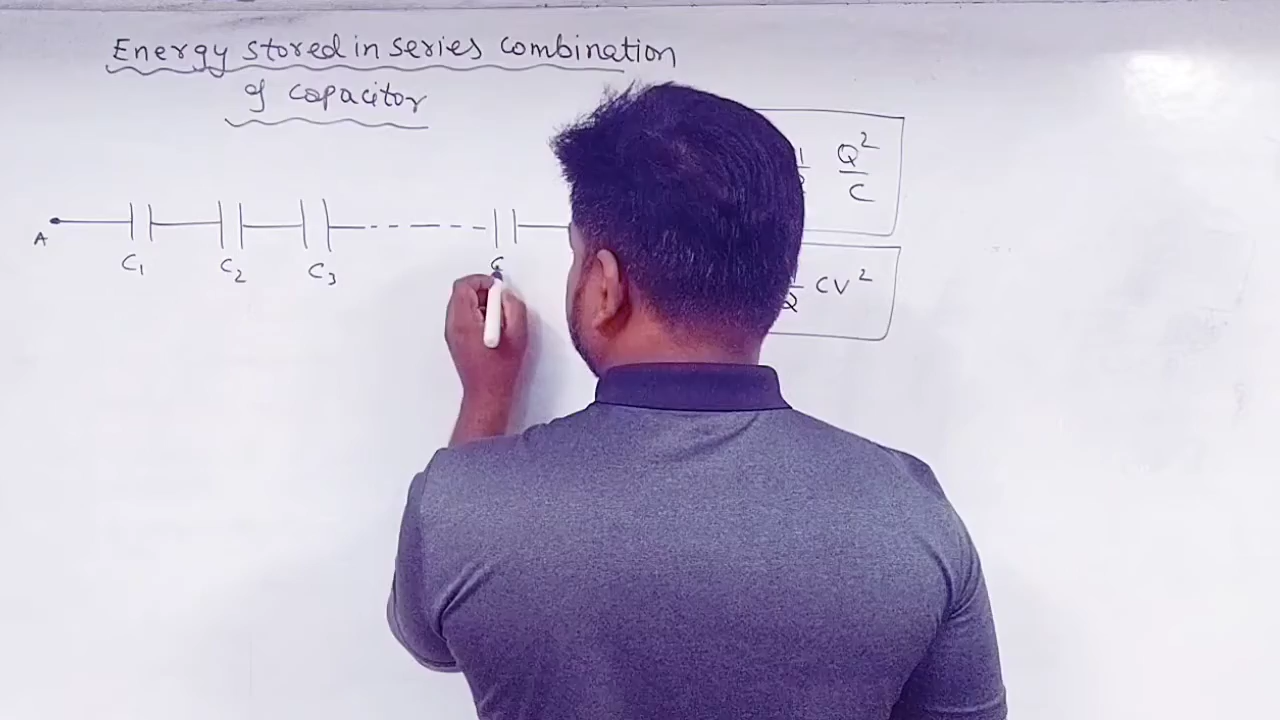 Energy stored in series combination
of capacitor
Q²
C
CV²
A
C₁ C₂ C₃ C